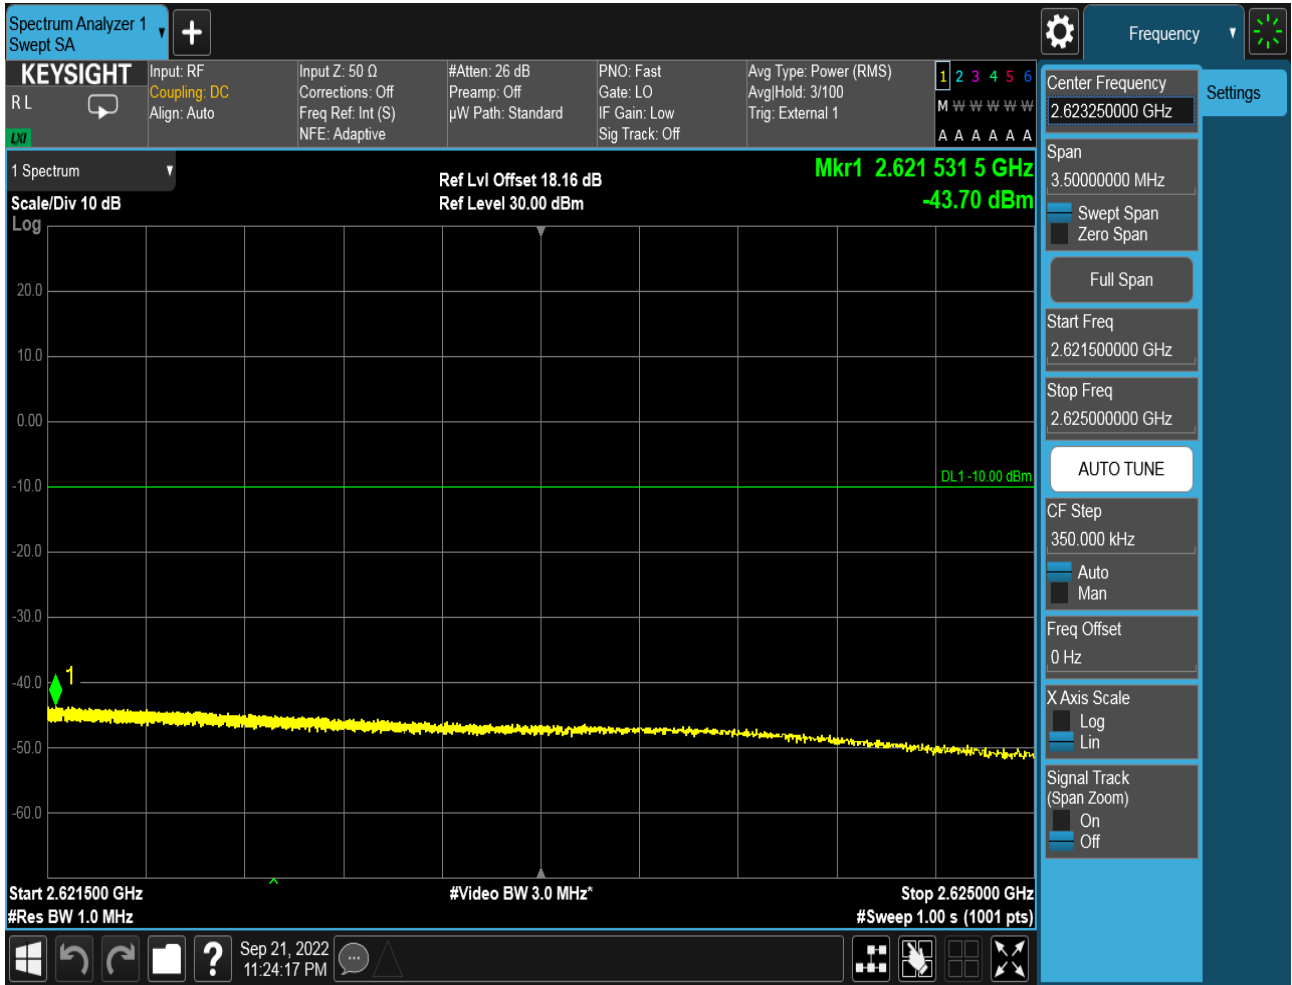 Spectrum Analyzer 1
Swept SA
Frequency
KEYSIGHT
R L
LXI
Input: RF
Coupling: DC
Align: Auto
Input Z: 50 Ω
Corrections: Off
Freq Ref: Int (S)
NFE: Adaptive
#Atten: 26 dB
Preamp: Off
µW Path: Standard
PNO: Fast
Gate: LO
IF Gain: Low
Sig Track: Off
Avg Type: Power (RMS)
Avg|Hold: 3/100
Trig: External 1
1 2 3 4 5 6
M W W W W W
A A A A A A
1 Spectrum
Scale/Div 10 dB
Log
Ref Lvl Offset 18.16 dB
Ref Level 30.00 dBm
Mkr1 2.621 531 5 GHz
-43.70 dBm
20.0
10.0
0.00
-10.0
-20.0
-30.0
-40.0
-50.0
-60.0
DL1 -10.00 dBm
1
Start 2.621500 GHz
#Res BW 1.0 MHz
#Video BW 3.0 MHz*
Stop 2.625000 GHz
#Sweep 1.00 s (1001 pts)
Center Frequency
2.623250000 GHz
Settings
Span
3.50000000 MHz
Swept Span
Zero Span
Full Span
Start Freq
2.621500000 GHz
Stop Freq
2.625000000 GHz
AUTO TUNE
CF Step
350.000 kHz
Auto
Man
Freq Offset
0 Hz
X Axis Scale
Log
Lin
Signal Track
(Span Zoom)
On
Off
?
Sep 21, 2022
11:24:17 PM